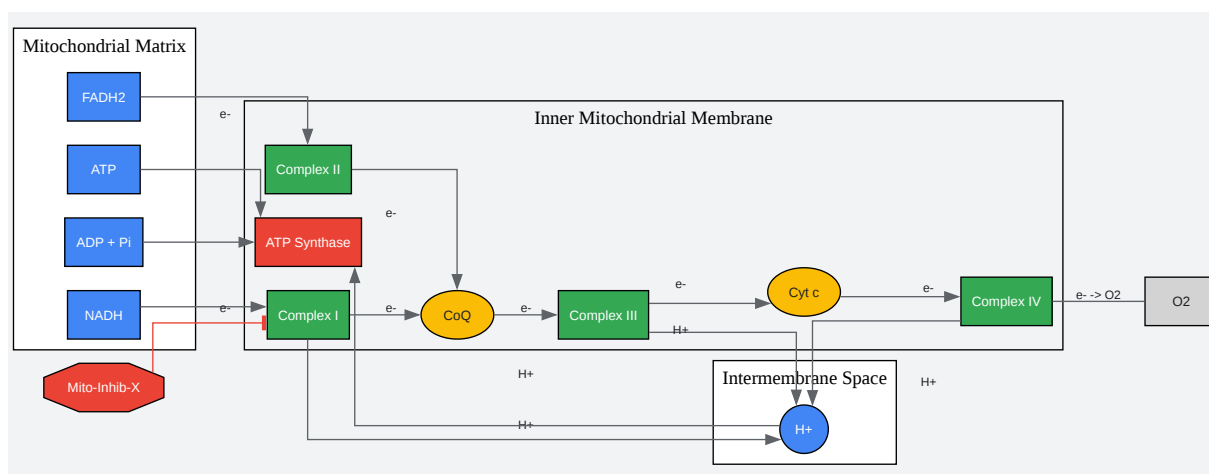 Mitochondrial Matrix
FADH2
e-
Inner Mitochondrial Membrane
ATP
Complex II
ADP + Pi
ATP Synthase
e-
NADH
e-
Complex I
e-
CoQ
e-
Complex III
e-
H+
Cyt c
e-
Complex IV
e- -> O2
O2
Mito-Inhib-X
H+
Intermembrane Space
H+
H+
H+